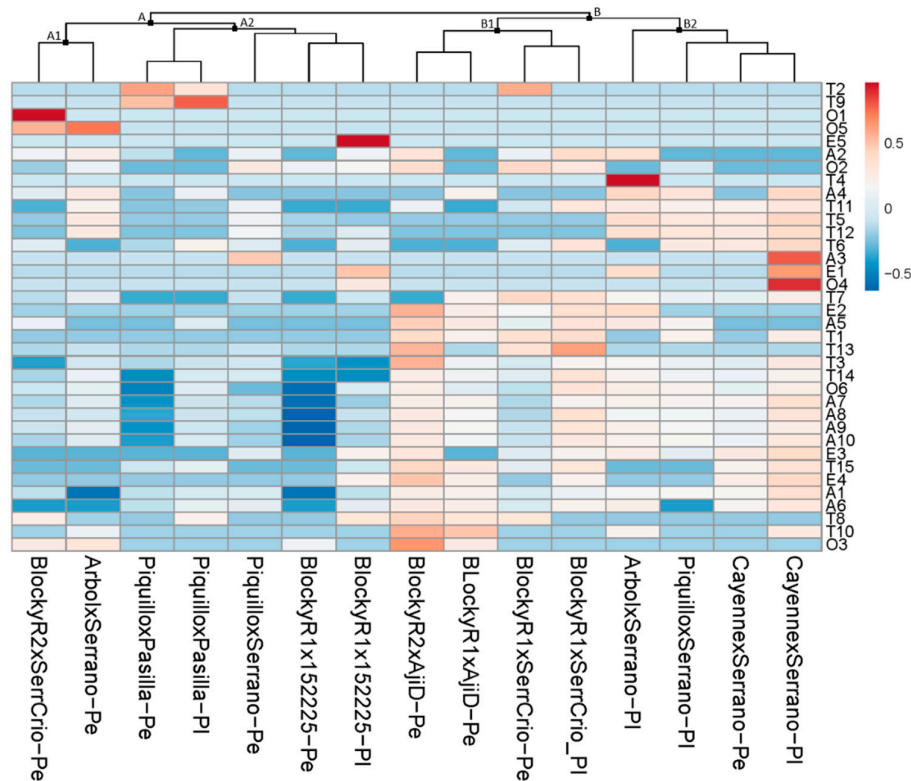 A
B
A1
A2
B1
B2
T2
T9
O1
O5
E5
A2
O2
T4
A4
T11
T5
T12
T6
A3
E1
O4
T7
E2
A5
T1
T13
T3
T14
O6
A7
A8
A9
A10
E3
T15
E4
A1
A6
T8
T10
O3
0.5
0
−0.5
BlockyR2xSerrCrio−Pe
ArbolxSerrano−Pe
PiquilloxPasilla−Pe
PiquilloxPasilla−Pl
PiquilloxSerrano−Pe
BlockyR1x152225−Pe
BlockyR1x152225−Pl
BlockyR2xAjiD−Pe
BLockyR1xAjiD−Pe
BlockyR1xSerrCrio−Pe
BlockyR1xSerrCrio_Pl
ArbolxSerrano−Pl
PiquilloxSerrano−Pl
CayennexSerrano−Pe
CayennexSerrano−Pl